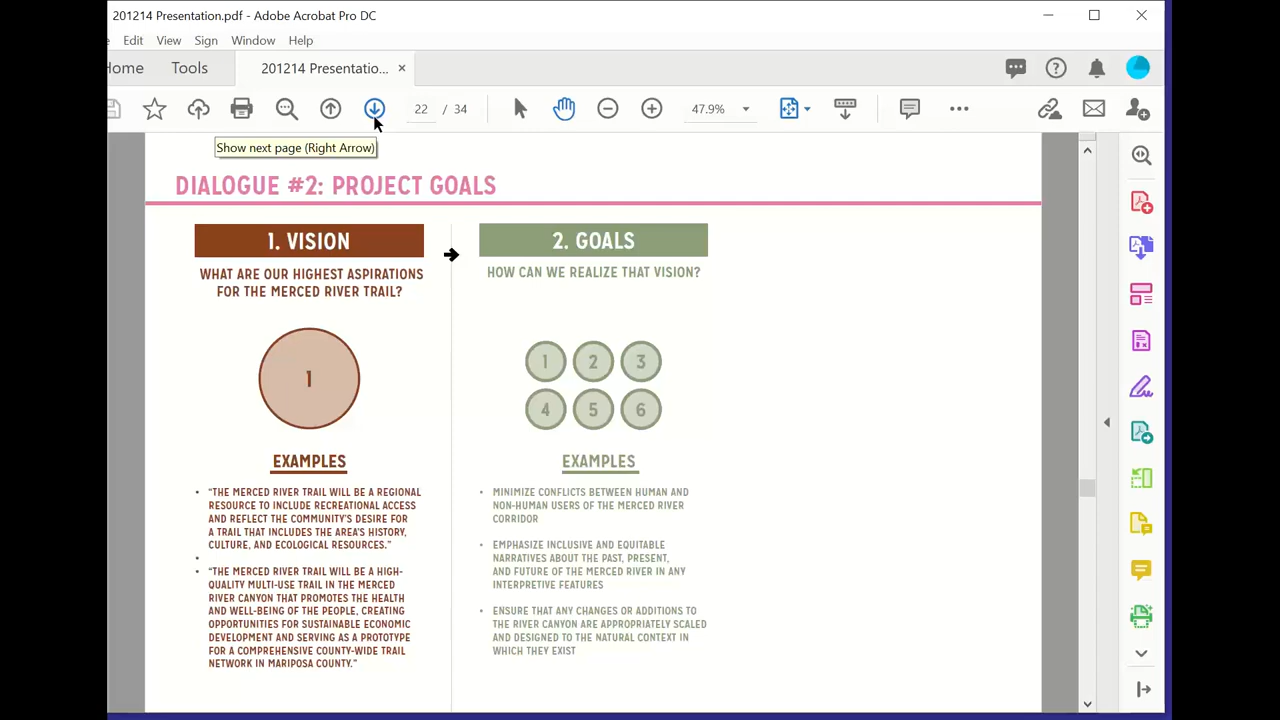 201214 Presentation.pdf - Adobe Acrobat Pro DC
Edit View Sign Window Help
Home Tools 201214 Presentatio... ×
22 / 34 47.9%
Show next page (Right Arrow)
DIALOGUE #2: PROJECT GOALS
1. VISION
WHAT ARE OUR HIGHEST ASPIRATIONS
FOR THE MERCED RIVER TRAIL?
1
EXAMPLES
• "THE MERCED RIVER TRAIL WILL BE A REGIONAL
RESOURCE TO INCLUDE RECREATIONAL ACCESS
AND REFLECT THE COMMUNITY'S DESIRE FOR
A TRAIL THAT INCLUDES THE AREA'S HISTORY,
CULTURE, AND ECOLOGICAL RESOURCES."
•
• "THE MERCED RIVER TRAIL WILL BE A HIGH-
QUALITY MULTI-USE TRAIL IN THE MERCED
RIVER CANYON THAT PROMOTES THE HEALTH
AND WELL-BEING OF THE PEOPLE, CREATING
OPPORTUNITIES FOR SUSTAINABLE ECONOMIC
DEVELOPMENT AND SERVING AS A PROTOTYPE
FOR A COMPREHENSIVE COUNTY-WIDE TRAIL
NETWORK IN MARIPOSA COUNTY."
2. GOALS
HOW CAN WE REALIZE THAT VISION?
1 2 3
4 5 6
EXAMPLES
• MINIMIZE CONFLICTS BETWEEN HUMAN AND
NON-HUMAN USERS OF THE MERCED RIVER
CORRIDOR
• EMPHASIZE INCLUSIVE AND EQUITABLE
NARRATIVES ABOUT THE PAST, PRESENT,
AND FUTURE OF THE MERCED RIVER IN ANY
INTERPRETIVE FEATURES
• ENSURE THAT ANY CHANGES OR ADDITIONS TO
THE RIVER CANYON ARE APPROPRIATELY SCALED
AND DESIGNED TO THE NATURAL CONTEXT IN
WHICH THEY EXIST